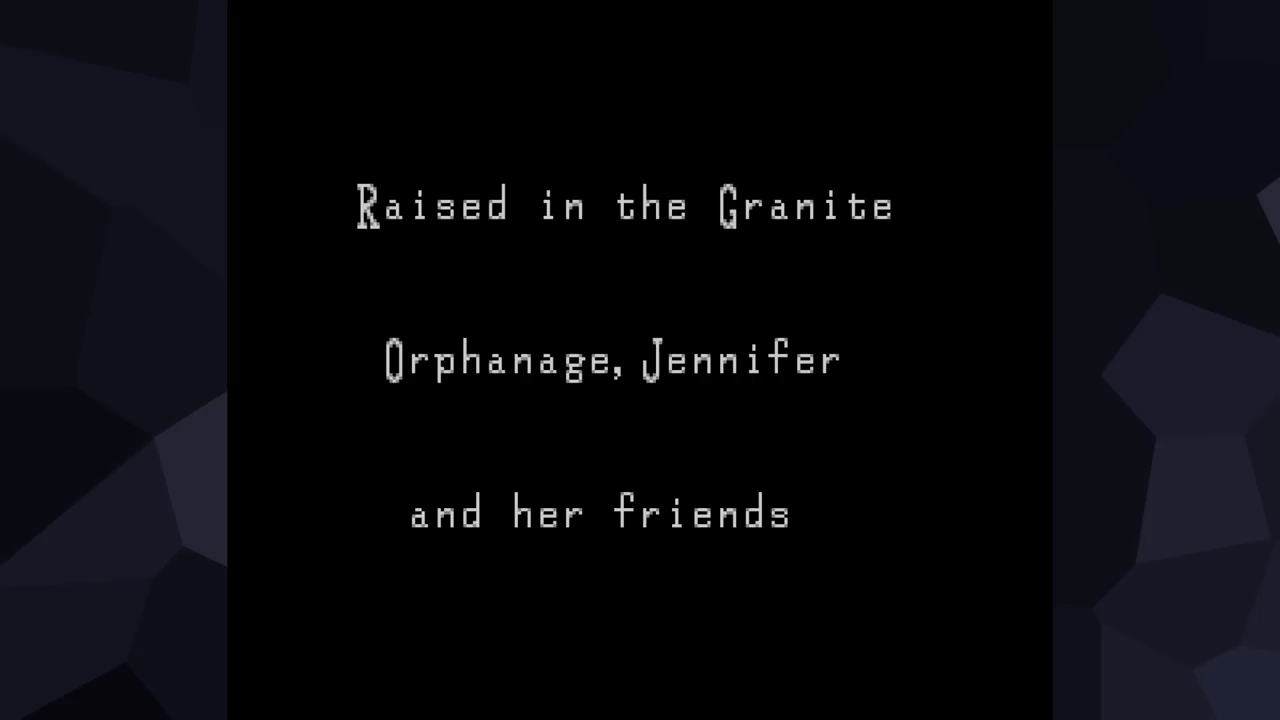 Raised in the Granite
Orphanage, Jennifer
and her friends